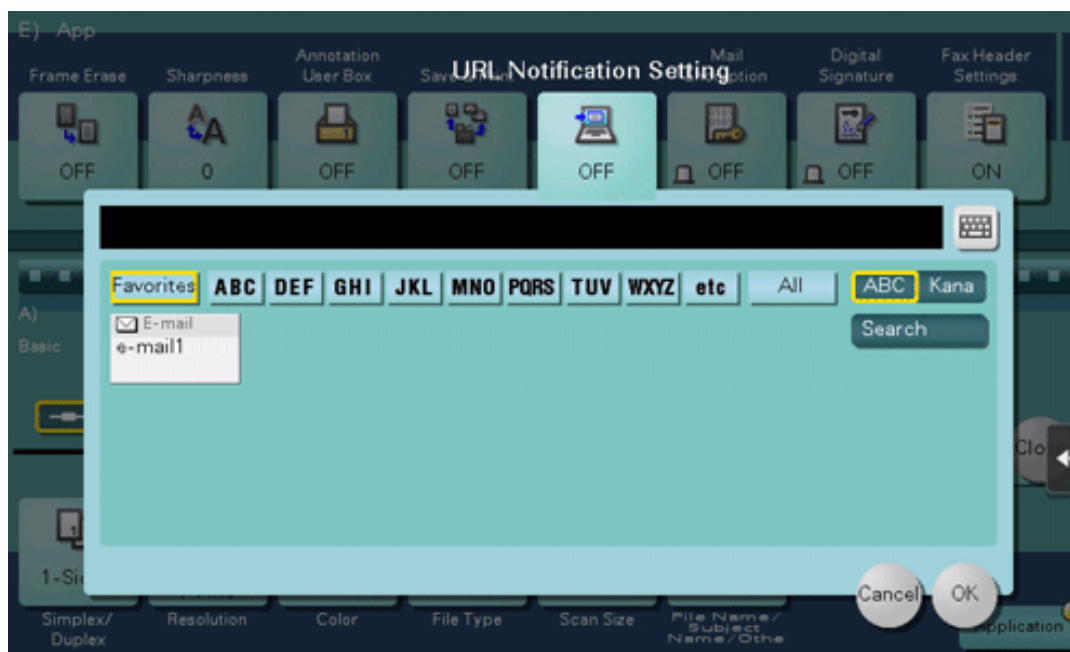 E) App
Frame Erase
Sharpness
Annotation
User Box
Save
URL Notification Setting
Mail
Digital
Signature
Fax Header
Settings
OFF
0
OFF
OFF
OFF
OFF
OFF
ON
Favorites ABC DEF GHI JKL MNO PQRS TUV WXYZ etc All ABC Kana
Search
E-mail
e-mail1
A)
Basic
Clo
1-Si
Cancel OK
Simplex/
Duplex
Resolution
Color
File Type
Scan Size
File Name/
Subject
Name/Othe
Application